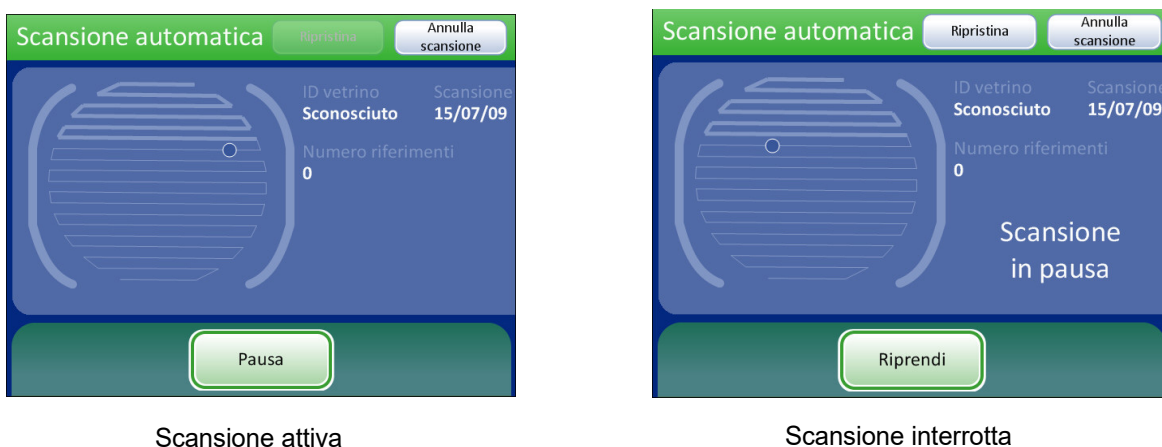 Scansione automatica
Ripristina
Annulla
scansione
ID vetrino
Scansione
Sconosciuto
15/07/09
Numero riferimenti
0
Pausa
Scansione attiva
Scansione automatica
Ripristina
Annulla
scansione
ID vetrino
Scansione
Sconosciuto
15/07/09
Numero riferimenti
0
Scansione
in pausa
Riprendi
Scansione interrotta